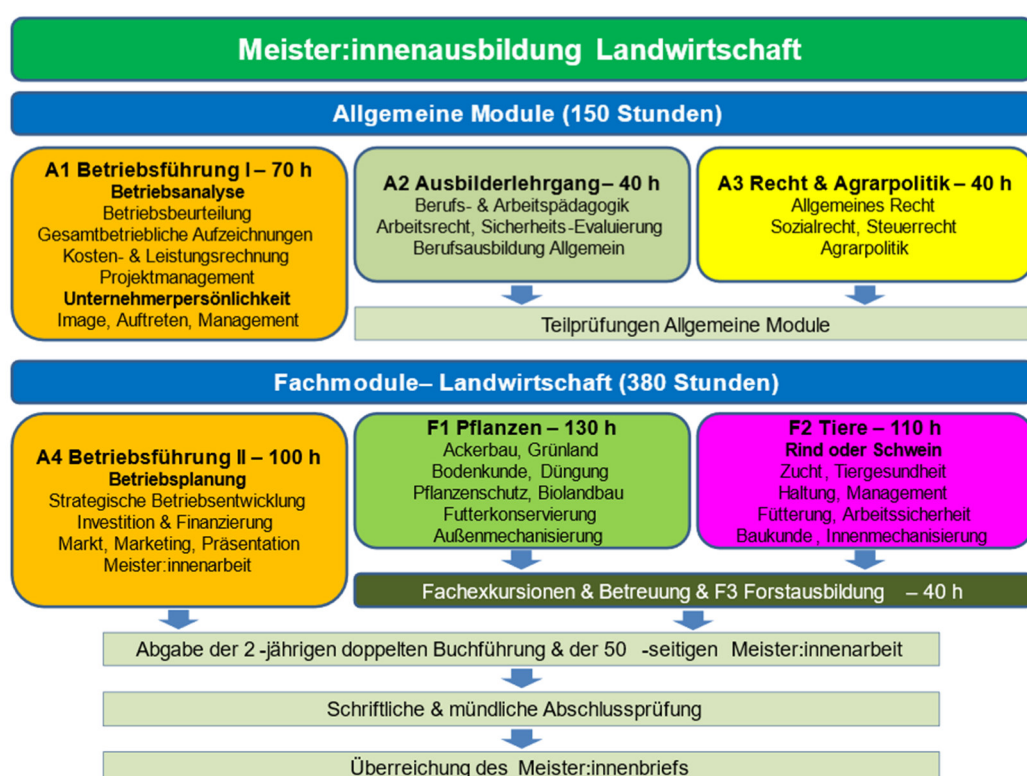 Meister:innenausbildung Landwirtschaft
Allgemeine Module (150 Stunden)
A1 Betriebsführung I – 70 h
Betriebsanalyse
Betriebsbeurteilung
Gesamtbetriebliche Aufzeichnungen
Kosten- & Leistungsrechnung
Projektmanagement
Unternehmerpersönlichkeit
Image, Auftreten, Management
A2 Ausbilderlehrgang – 40 h
Berufs- & Arbeitspädagogik
Arbeitsrecht, Sicherheits-Evaluierung
Berufsausbildung Allgemein
A3 Recht & Agrarpolitik – 40 h
Allgemeines Recht
Sozialrecht, Steuerrecht
Agrarpolitik
Teilprüfungen Allgemeine Module
Fachmodule– Landwirtschaft (380 Stunden)
A4 Betriebsführung II – 100 h
Betriebsplanung
Strategische Betriebsentwicklung
Investition & Finanzierung
Markt, Marketing, Präsentation
Meister:innenarbeit
F1 Pflanzen – 130 h
Ackerbau, Grünland
Bodenkunde, Düngung
Pflanzenschutz, Biolandbau
Futterkonservierung
Außenmechanisierung
F2 Tiere – 110 h
Rind oder Schwein
Zucht, Tiergesundheit
Haltung, Management
Fütterung, Arbeitssicherheit
Baukunde , Innenmechanisierung
Fachexkursionen & Betreuung & F3 Forstausbildung – 40 h
Abgabe der 2 -jährigen doppelten Buchführung & der 50 -seitigen Meister:innenarbeit
Schriftliche & mündliche Abschlussprüfung
Überreichung des Meister:innenbriefs